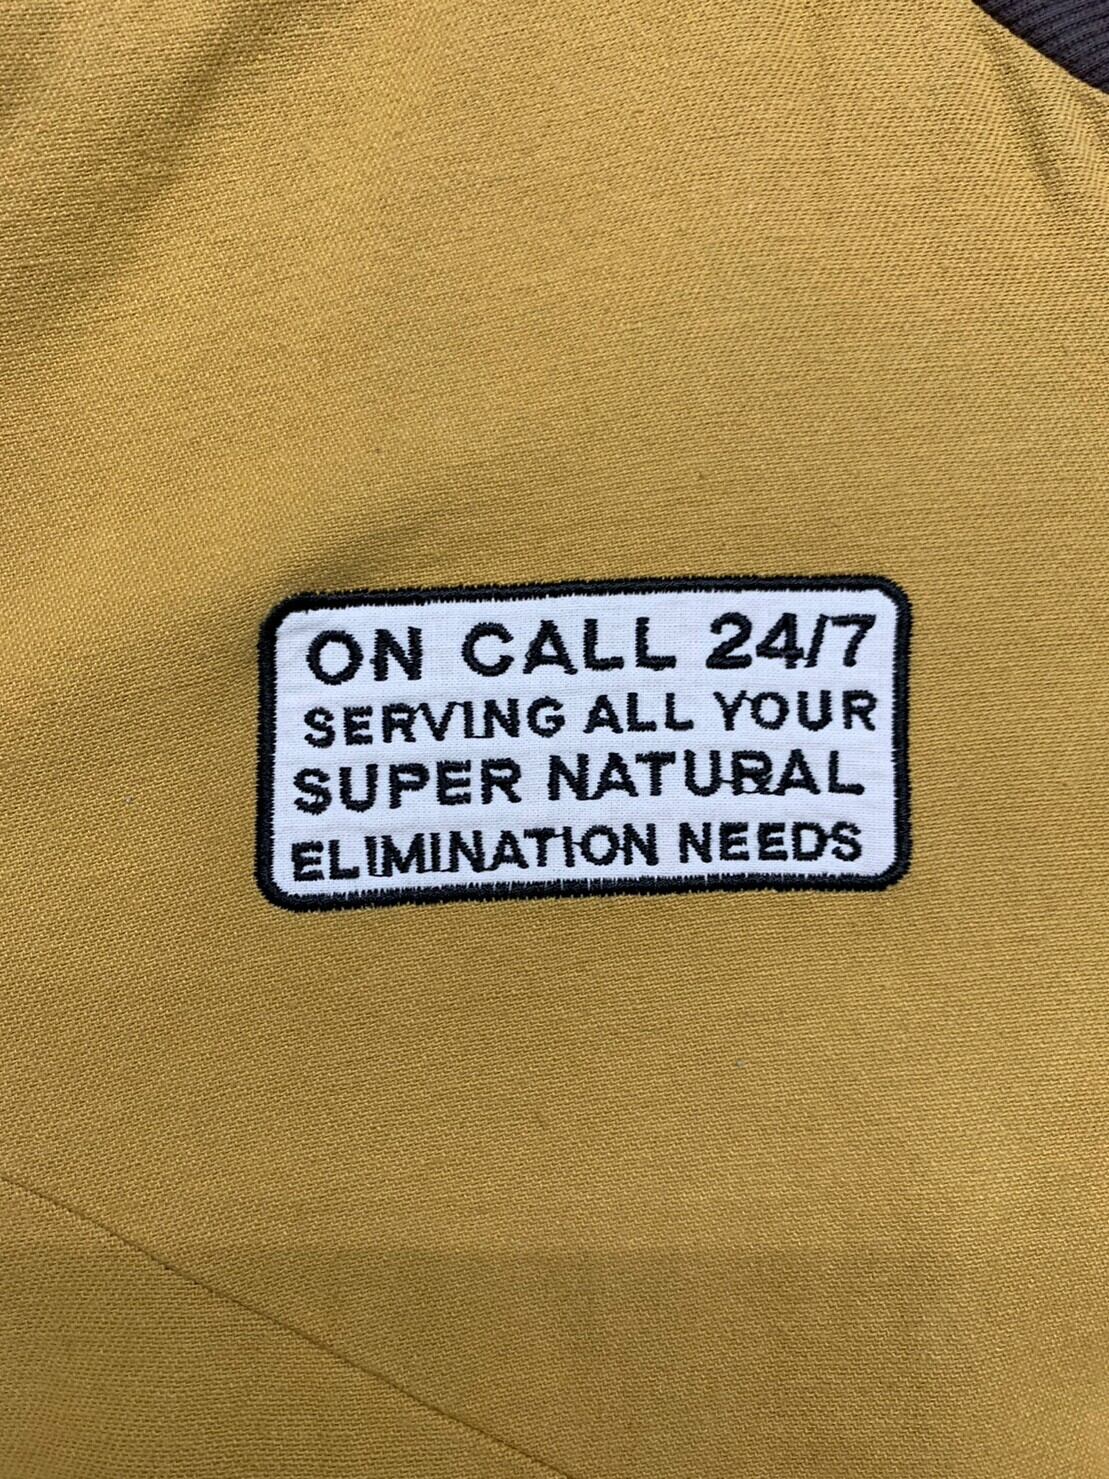 ON CALL 24/7
SERVING ALL YOUR
SUPER NATURAL
ELIMINATION NEEDS